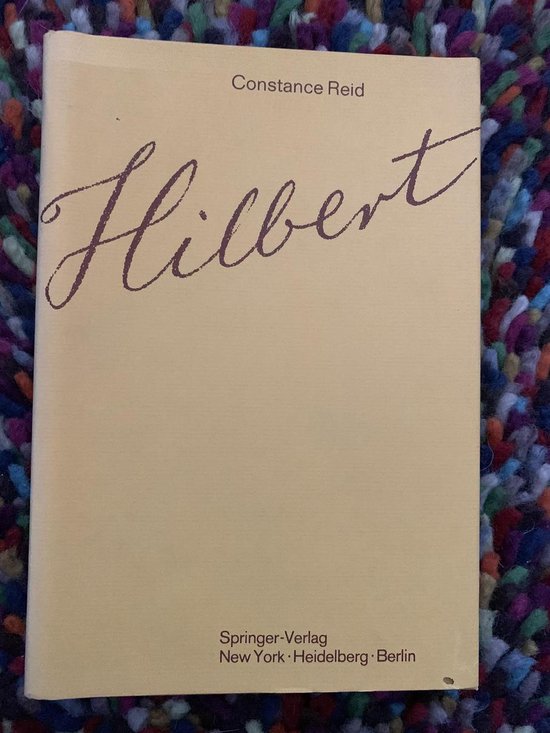 Constance Reid
Hilbert
Springer-Verlag
New York · Heidelberg · Berlin